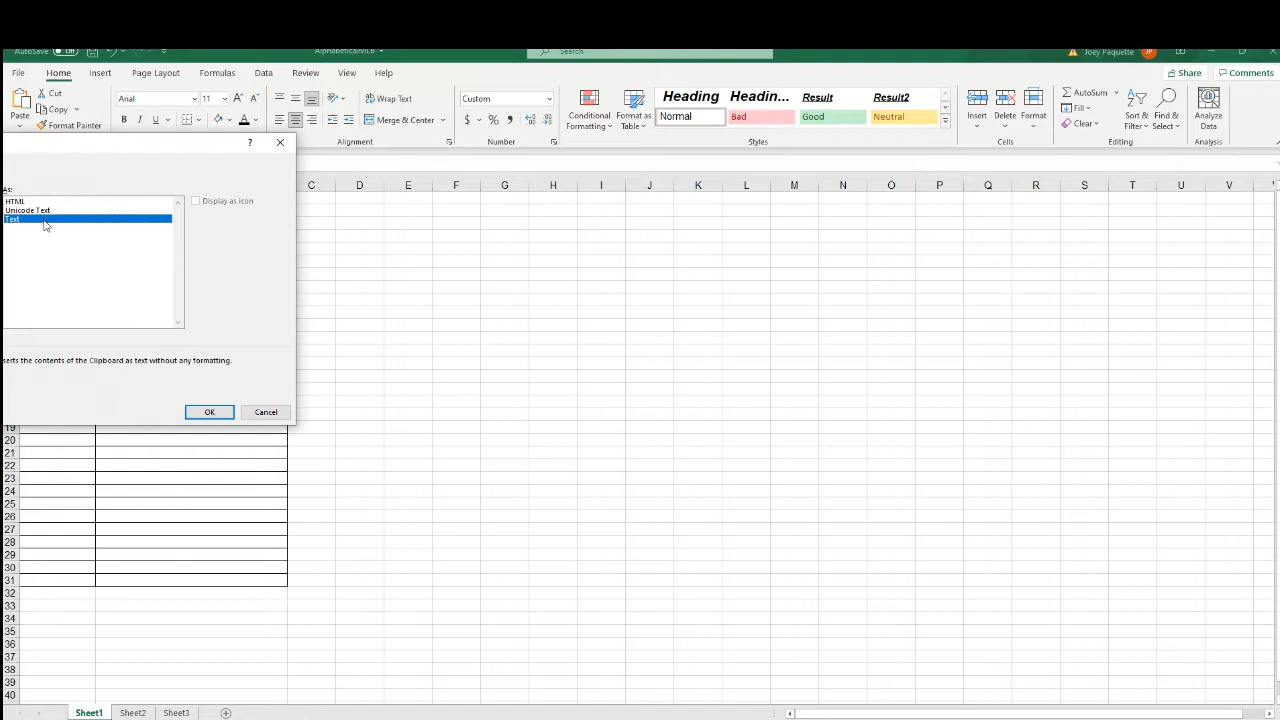 AutoSave Off
AlphabeticalMLB
Search
Joey Paquette JP
File Home Insert Page Layout Formulas Data Review View Help
Share Comments
Paste
Cut
Copy
Format Painter
Arial 11
B I U
Wrap Text
Merge & Center
Alignment
Custom
$ % ,
Number
Conditional Formatting
Format as Table
Heading Headin... Result Result2
Normal Bad Good Neutral
Styles
Insert Delete Format
Cells
AutoSum
Fill
Clear
Sort & Filter
Find & Select
Editing
Analyze Data
Analysis
?
As:
HTML
Unicode Text
Text
Display as icon
serts the contents of the Clipboard as text without any formatting.
OK Cancel
C D E F G H I J K L M N O P Q R S T U V
19
20
21
22
23
24
25
26
27
28
29
30
31
32
33
34
35
36
37
38
39
40
Sheet1 Sheet2 Sheet3